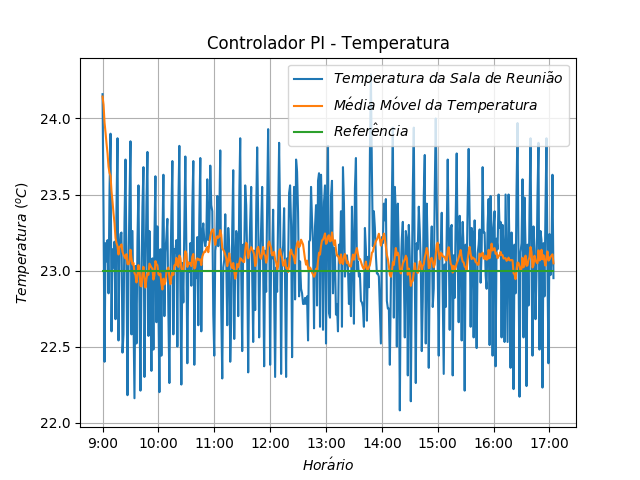 Controlador PI - Temperatura
Temperatura da Sala de Reunião
Média Móvel da Temperatura
Referência
Temperatura (ºC)
24.0
23.5
23.0
22.5
22.0
9:00 10:00 11:00 12:00 13:00 14:00 15:00 16:00 17:00
Horário